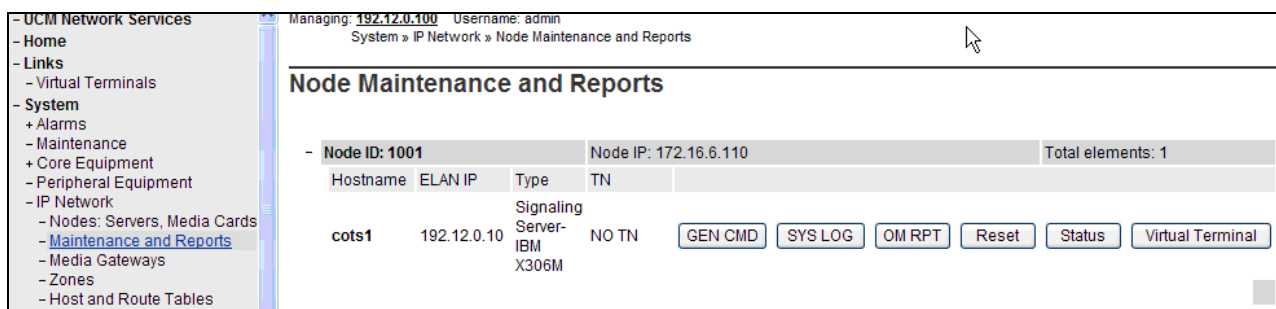 - UCM Network Services
- Home
- Links
- Virtual Terminals
- System
+ Alarms
- Maintenance
+ Core Equipment
- Peripheral Equipment
- IP Network
- Nodes: Servers, Media Cards
- Maintenance and Reports
- Media Gateways
- Zones
- Host and Route Tables
Managing: 192.12.0.100 Username: admin
System » IP Network » Node Maintenance and Reports
Node Maintenance and Reports
- Node ID: 1001 Node IP: 172.16.6.110 Total elements: 1
Hostname ELAN IP Type TN
cots1 192.12.0.10 Signaling Server- IBM X306M NO TN GEN CMD SYS LOG OM RPT Reset Status Virtual Terminal